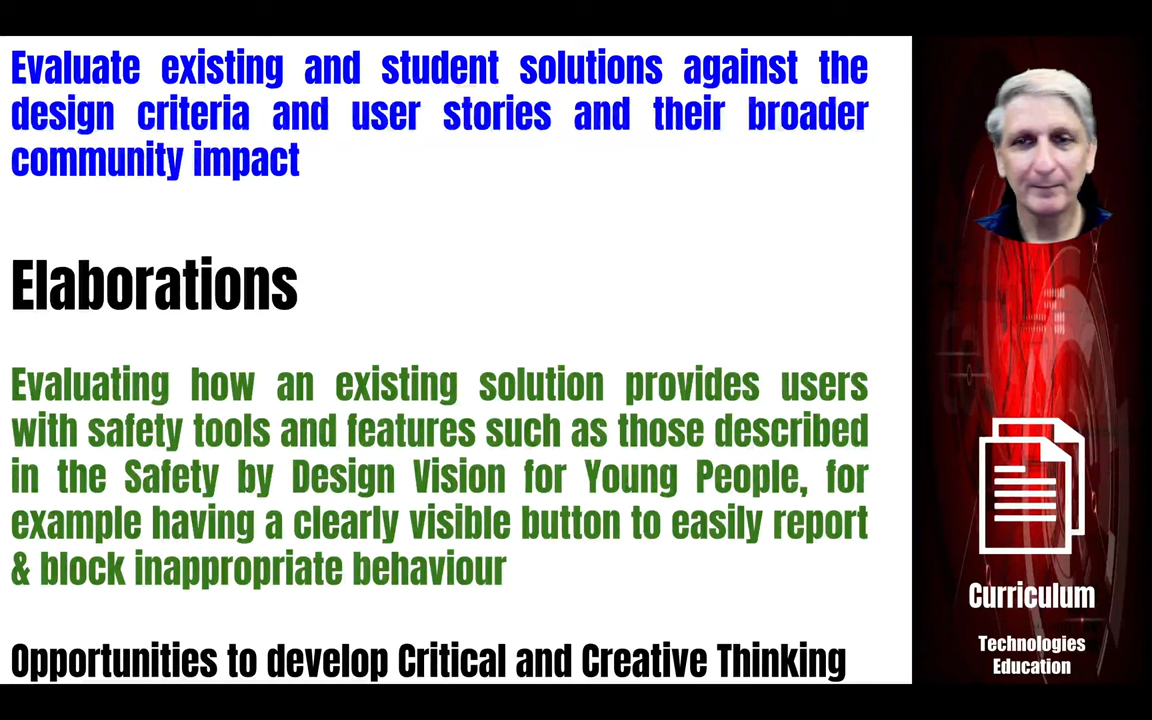 Evaluate existing and student solutions against the
design criteria and user stories and their broader
community impact
Elaborations
Evaluating how an existing solution provides users
with safety tools and features such as those described
in the Safety by Design Vision for Young People, for
example having a clearly visible button to easily report
& block inappropriate behaviour
Opportunities to develop Critical and Creative Thinking
Curriculum
Technologies
Education